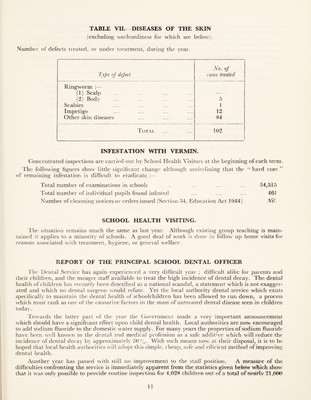 TABLE VII. DISEASES OF THE SKIN
(excluding uncleanliness for which are below).
Number of defects treated, or under treatment, during the year.
Type of defect
No. of
cases treated
Ringworm :—
(1) Scalp —
(2) Body 5
Scabies 1
Impetigo 12
Other skin diseases 84
TOTAL 102
INFESTATION WITH VERMIN.
Concentrated inspections are carried out by School Health Visitors at the beginning of each term.
The following figures show little significant change although underlining that the “hard core”
of remaining infestation is difficult to eradicate :—
Total number of examinations in schools 34,515
Total number of individual pupils found infested 461
Number of cleansing notices or orders issued (Section 54, Education Act 1944) Nil.
SCHOOL HEALTH VISITING.
The situation remains much the same as last year. Although existing group teaching is main-
tained it applies to a minority of schools. A good deal of work is done to follow up home visits for
reasons associated with treatment, hygiene, or general welfare.
REPORT OF THE PRINCIPAL SCHOOL DENTAL OFFICER
The Dental Service has again experienced a very difficult year ; difficult alike for parents and
their children, and the meagre staff available to treat the high incidence of dental decay. The dental
health of children has recently been described as a national scandal, a statement which is not exagger-
ated and which no dental surgeon would refute. Yet the local authority dental service which exists
specifically to maintain the dental health of schoolchildren has been allowed to run down, a process
which must rank as one of the causative factors in the mass of untreated dental disease seen in children
today.
Towards the latter part of the year the Government made a very important announcement
which should have a significant effect upon child dental health. Local authorities are now encouraged
to add sodium fluoride to the domestic water supply. For many years the properties of sodium fluoride
have been well known to the dental and medical profession as a safe additive which will reduce the
incidence of dental decay by approximately 50%. With such means now at their disposal, it is to be
hoped that local health authorities will adopt this simple, cheap, safe and efficient method of improving
dental health.
Another year has passed with still no improvement to the staff position. A measure of the
difficulties confronting the service is immediately apparent from the statistics given below which show
that it was only possible to provide routine inspection for 6,028 children out of a total of nearly 21,000
11